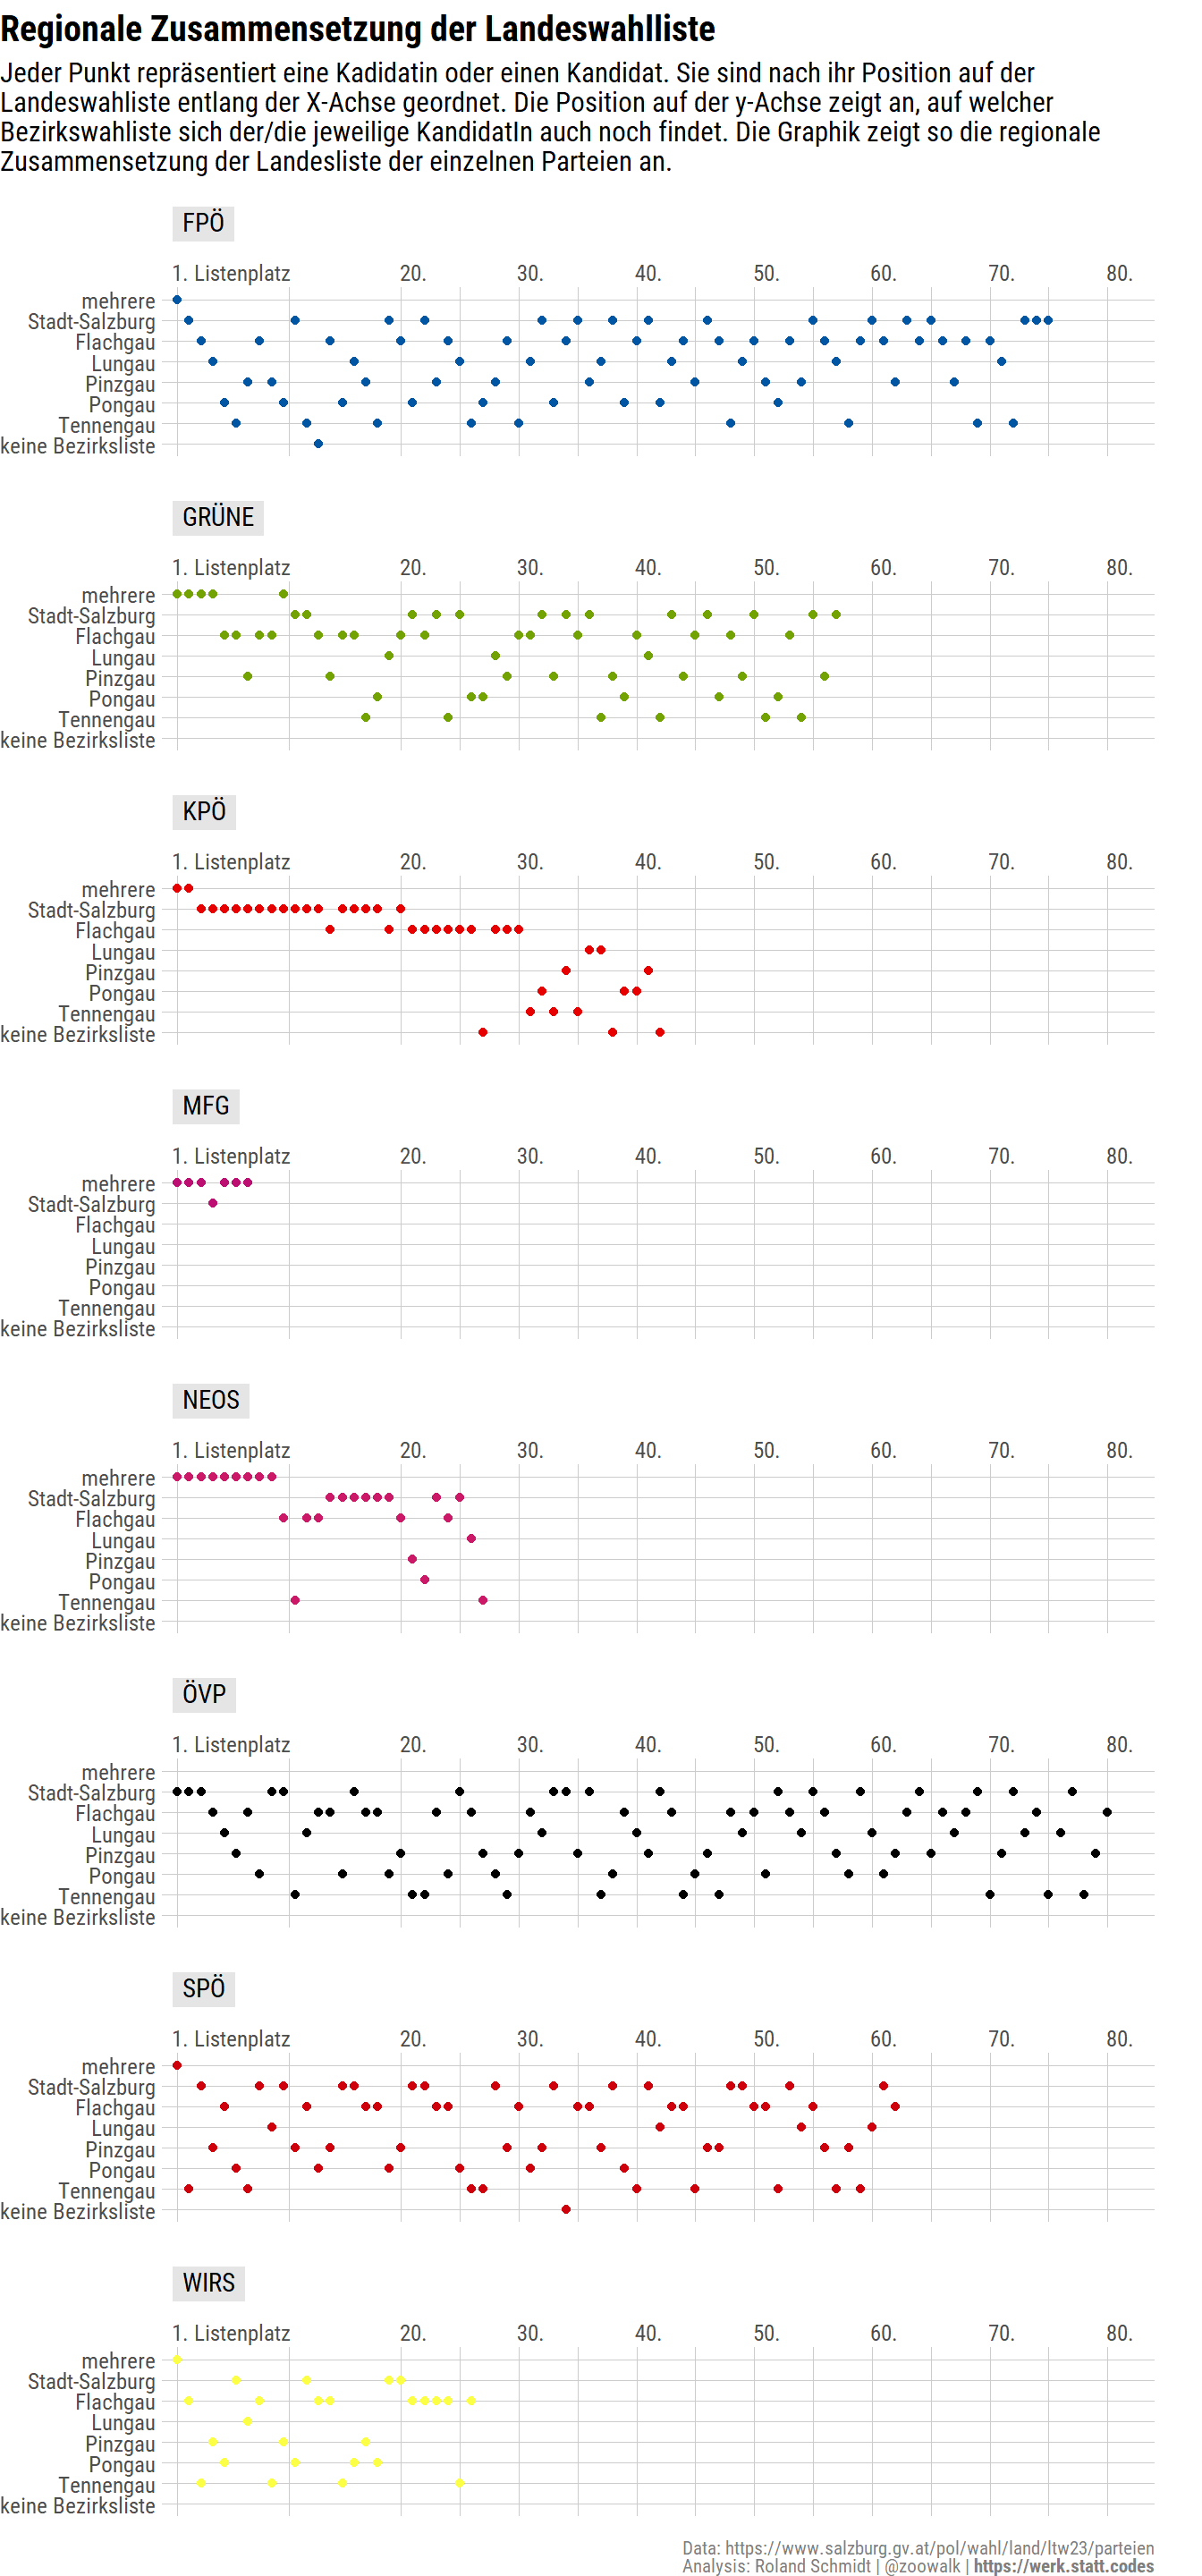 Regionale Zusammensetzung der Landeswahlliste
Jeder Punkt repräsentiert eine Kadidatin oder einen Kandidat. Sie sind nach ihr Position auf der
Landeswahliste entlang der X-Achse geordnet. Die Position auf der y-Achse zeigt an, auf welcher
Bezirkswahliste sich der/die jeweilige KandidatIn auch noch findet. Die Graphik zeigt so die regionale
Zusammensetzung der Landesliste der einzelnen Parteien an.
FPÖ
1. Listenplatz 20. 30. 40. 50. 60. 70. 80.
mehrere
Stadt-Salzburg
Flachgau
Lungau
Pinzgau
Pongau
Tennengau
keine Bezirksliste
GRÜNE
1. Listenplatz 20. 30. 40. 50. 60. 70. 80.
mehrere
Stadt-Salzburg
Flachgau
Lungau
Pinzgau
Pongau
Tennengau
keine Bezirksliste
KPÖ
1. Listenplatz 20. 30. 40. 50. 60. 70. 80.
mehrere
Stadt-Salzburg
Flachgau
Lungau
Pinzgau
Pongau
Tennengau
keine Bezirksliste
MFG
1. Listenplatz 20. 30. 40. 50. 60. 70. 80.
mehrere
Stadt-Salzburg
Flachgau
Lungau
Pinzgau
Pongau
Tennengau
keine Bezirksliste
NEOS
1. Listenplatz 20. 30. 40. 50. 60. 70. 80.
mehrere
Stadt-Salzburg
Flachgau
Lungau
Pinzgau
Pongau
Tennengau
keine Bezirksliste
ÖVP
1. Listenplatz 20. 30. 40. 50. 60. 70. 80.
mehrere
Stadt-Salzburg
Flachgau
Lungau
Pinzgau
Pongau
Tennengau
keine Bezirksliste
SPÖ
1. Listenplatz 20. 30. 40. 50. 60. 70. 80.
mehrere
Stadt-Salzburg
Flachgau
Lungau
Pinzgau
Pongau
Tennengau
keine Bezirksliste
WIRS
1. Listenplatz 20. 30. 40. 50. 60. 70. 80.
mehrere
Stadt-Salzburg
Flachgau
Lungau
Pinzgau
Pongau
Tennengau
keine Bezirksliste
Data: https://www.salzburg.gv.at/pol/wahl/land/ltw23/parteien
Analysis: Roland Schmidt | @zoowalk | https://werk.statt.codes